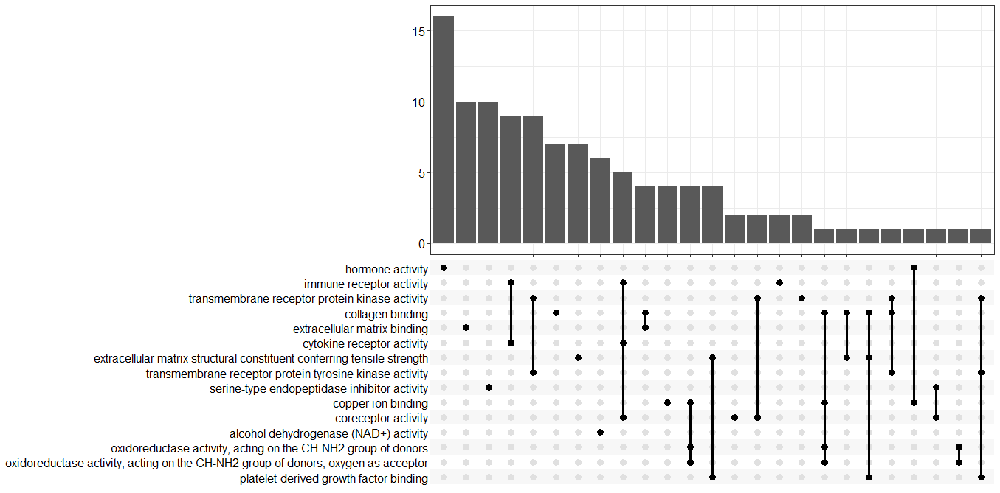 15
10
5
0
hormone activity
immune receptor activity
transmembrane receptor protein kinase activity
collagen binding
extracellular matrix binding
cytokine receptor activity
extracellular matrix structural constituent conferring tensile strength
transmembrane receptor protein tyrosine kinase activity
serine-type endopeptidase inhibitor activity
copper ion binding
coreceptor activity
alcohol dehydrogenase (NAD+) activity
oxidoreductase activity, acting on the CH-NH2 group of donors
oxidoreductase activity, acting on the CH-NH2 group of donors, oxygen as acceptor
platelet-derived growth factor binding